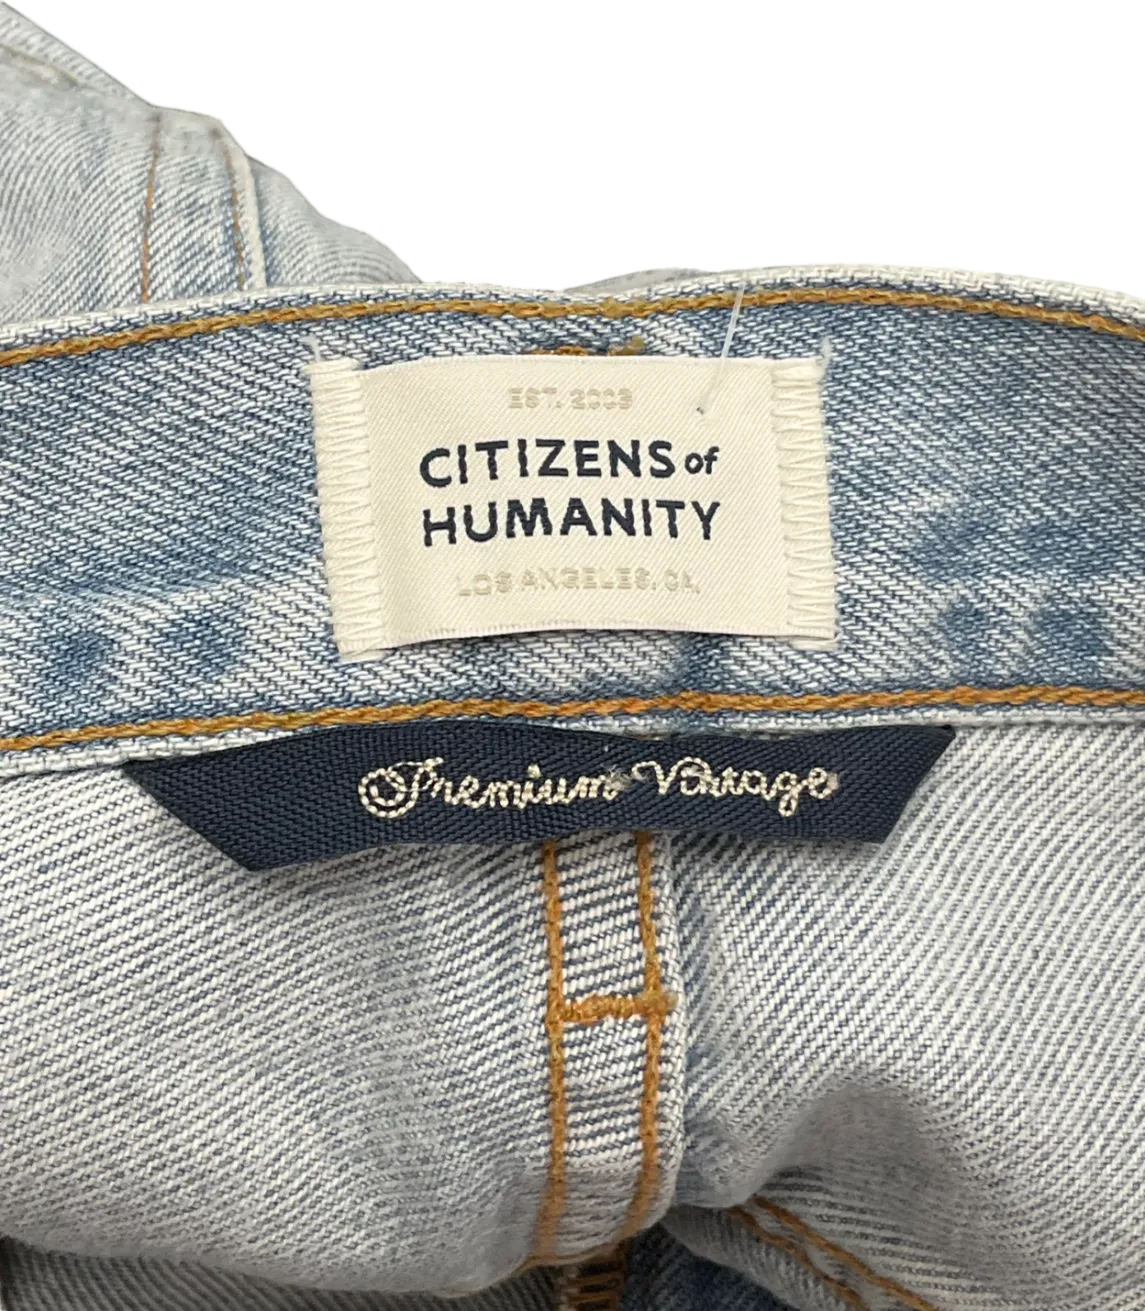 EST. 2003
CITIZENS of
HUMANITY
LOS ANGELES, CA.
Premium Vintage